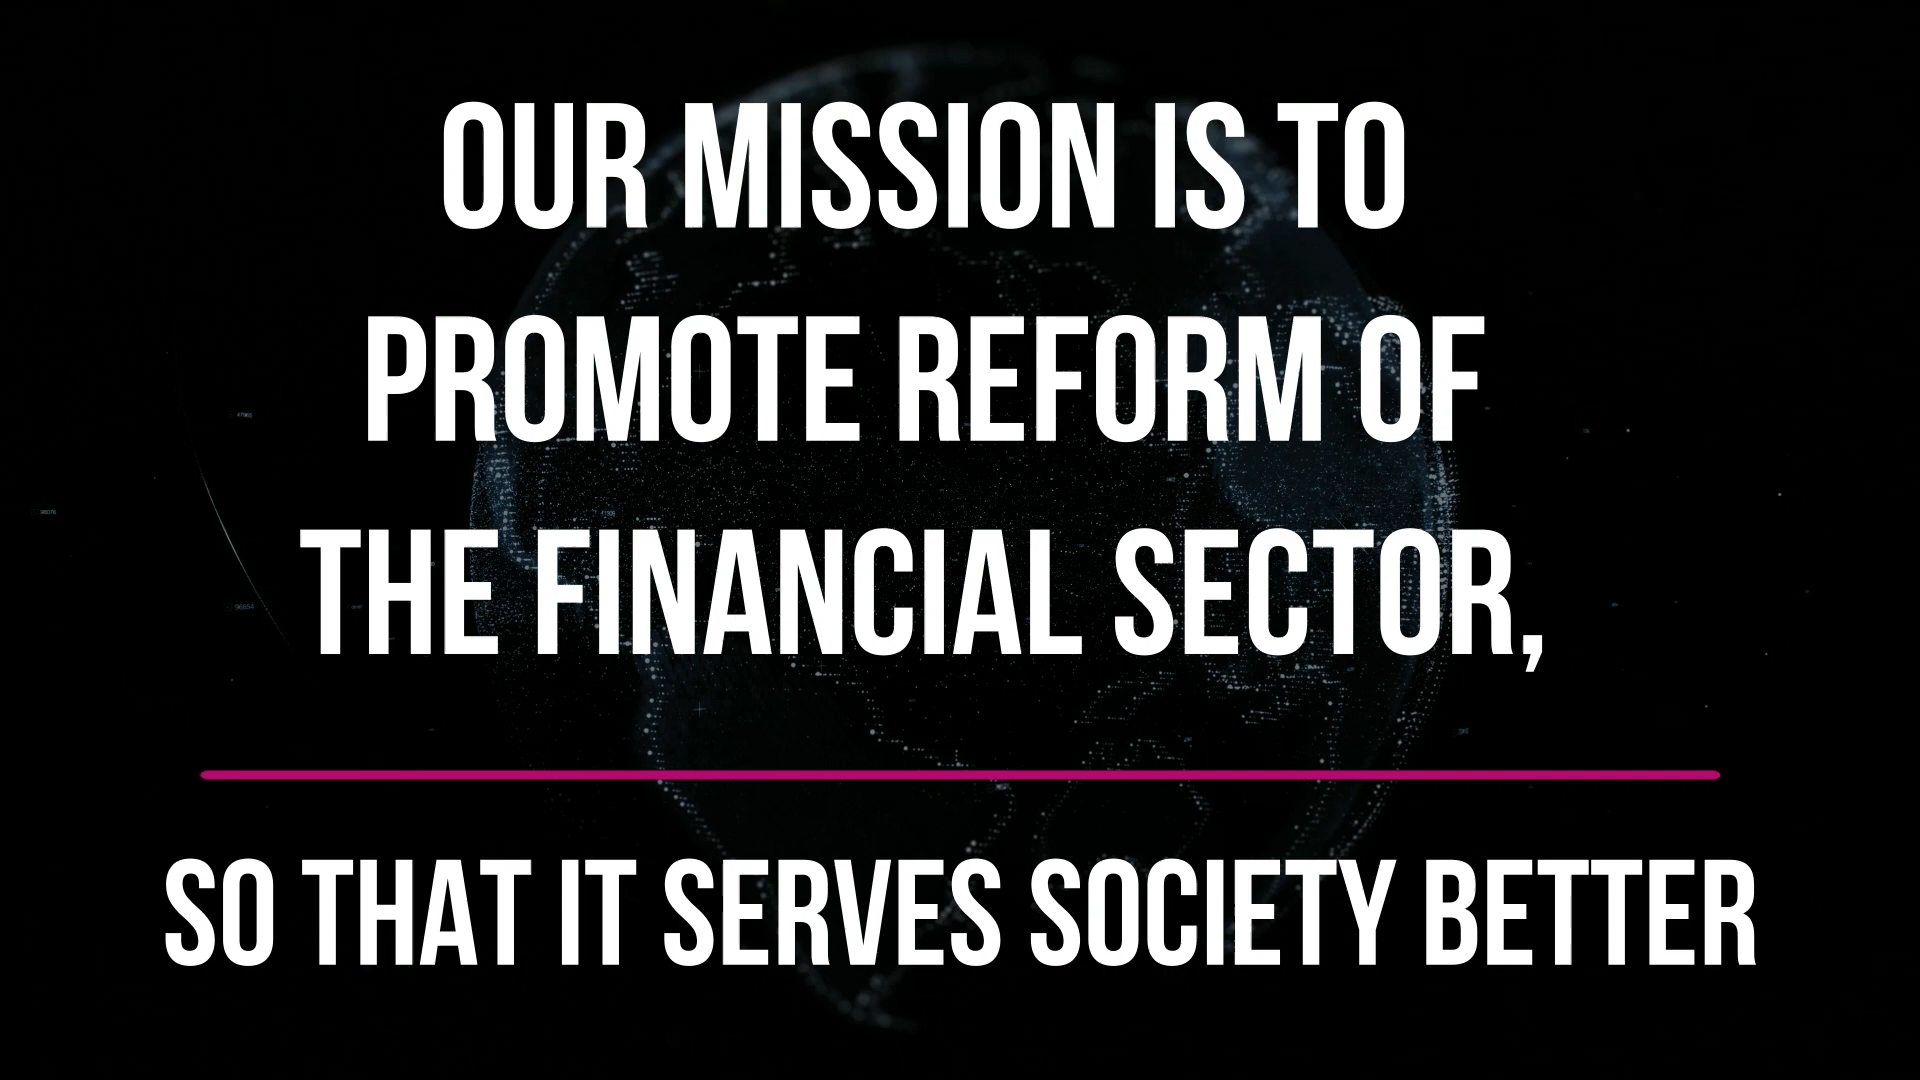 OUR MISSION IS TO
PROMOTE REFORM OF
THE FINANCIAL SECTOR,
SO THAT IT SERVES SOCIETY BETTER